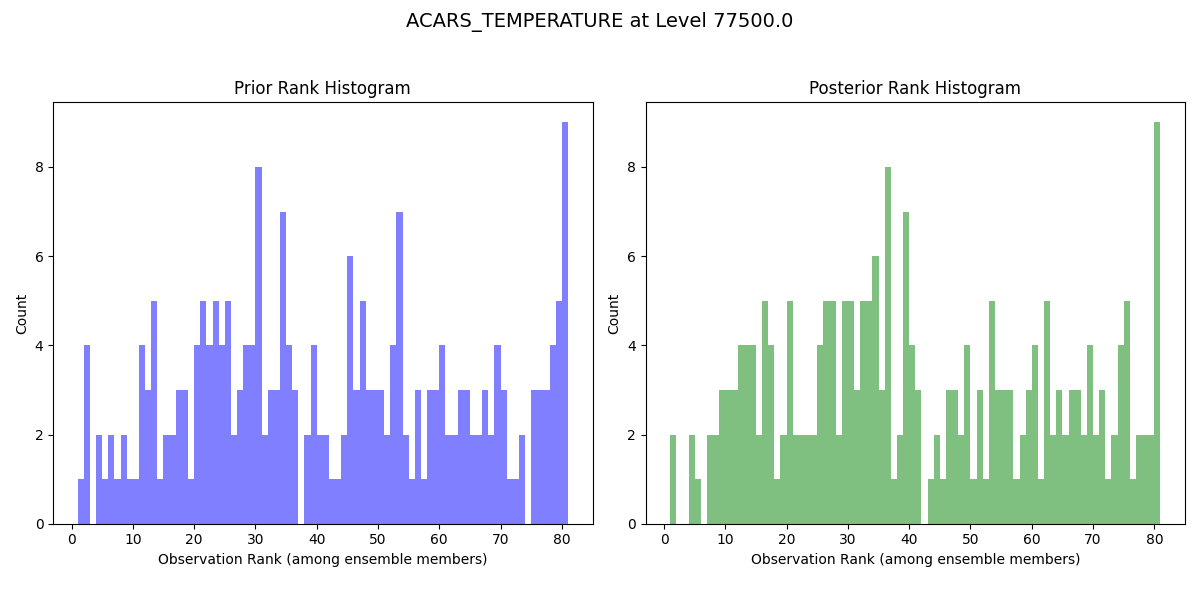 ACARS_TEMPERATURE at Level 77500.0
Prior Rank Histogram
Count
8
6
4
2
0
0 10 20 30 40 50 60 70 80
Observation Rank (among ensemble members)
Posterior Rank Histogram
Count
8
6
4
2
0
0 10 20 30 40 50 60 70 80
Observation Rank (among ensemble members)